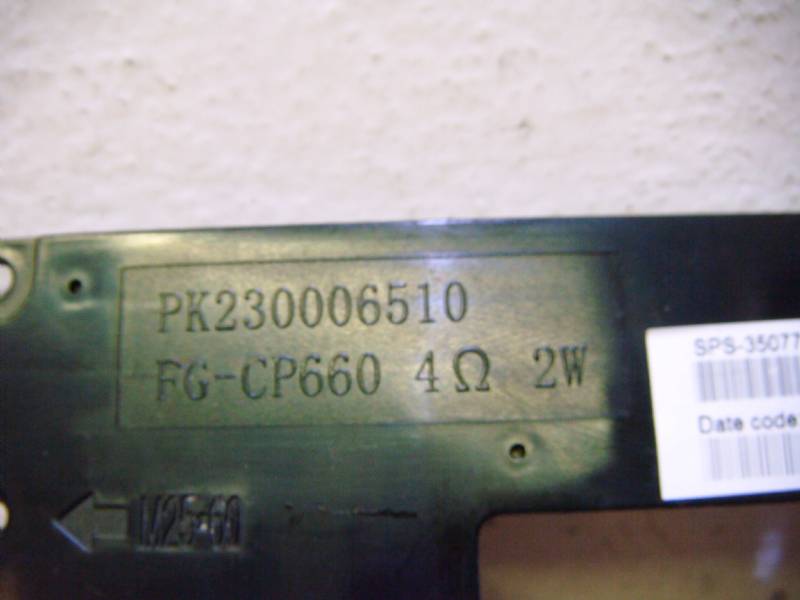 PK230006510
FG-CP660 4Ω 2W
SPS-35077
Date code: